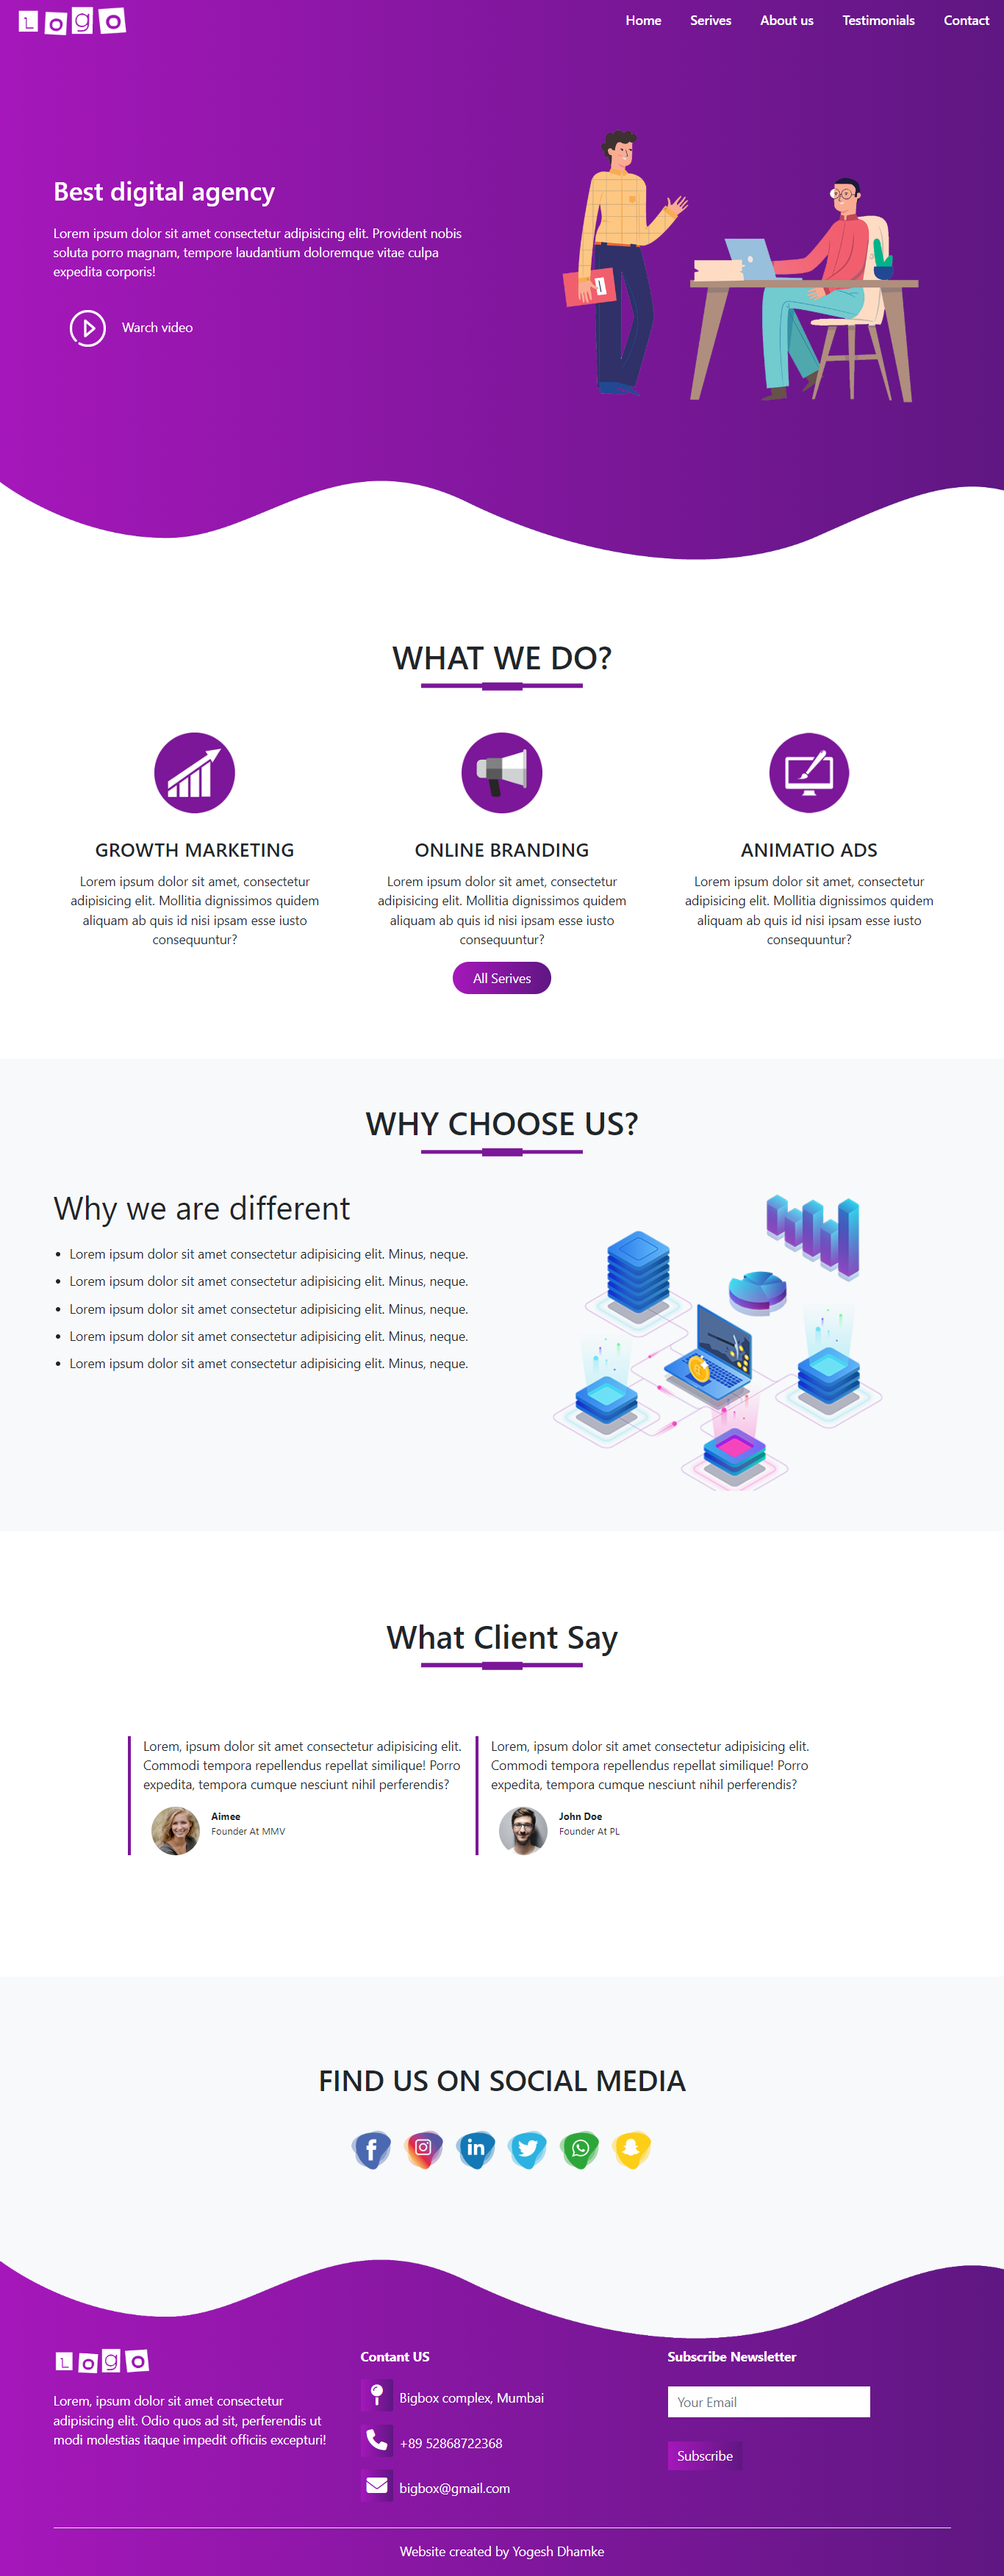 LOGO
Home Serives About us Testimonials Contact
Best digital agency
Lorem ipsum dolor sit amet consectetur adipisicing elit. Provident nobis
soluta porro magnam, tempore laudantium doloremque vitae culpa
expedita corporis!
Warch video
WHAT WE DO?
GROWTH MARKETING
Lorem ipsum dolor sit amet, consectetur
adipisicing elit. Mollitia dignissimos quidem
aliquam ab quis id nisi ipsam esse iusto
consequuntur?
ONLINE BRANDING
Lorem ipsum dolor sit amet, consectetur
adipisicing elit. Mollitia dignissimos quidem
aliquam ab quis id nisi ipsam esse iusto
consequuntur?
ANIMATIO ADS
Lorem ipsum dolor sit amet, consectetur
adipisicing elit. Mollitia dignissimos quidem
aliquam ab quis id nisi ipsam esse iusto
consequuntur?
All Serives
WHY CHOOSE US?
Why we are different
Lorem ipsum dolor sit amet consectetur adipisicing elit. Minus, neque.
Lorem ipsum dolor sit amet consectetur adipisicing elit. Minus, neque.
Lorem ipsum dolor sit amet consectetur adipisicing elit. Minus, neque.
Lorem ipsum dolor sit amet consectetur adipisicing elit. Minus, neque.
Lorem ipsum dolor sit amet consectetur adipisicing elit. Minus, neque.
What Client Say
Lorem, ipsum dolor sit amet consectetur adipisicing elit.
Commodi tempora repellendus repellat similique! Porro
expedita, tempora cumque nesciunt nihil perferendis?
Aimee
Founder At MMV
Lorem, ipsum dolor sit amet consectetur adipisicing elit.
Commodi tempora repellendus repellat similique! Porro
expedita, tempora cumque nesciunt nihil perferendis?
John Doe
Founder At PL
FIND US ON SOCIAL MEDIA
LOGO
Lorem, ipsum dolor sit amet consectetur
adipisicing elit. Odio quos ad sit, perferendis ut
modi molestias itaque impedit officiis excepturi!
Contant US
Bigbox complex, Mumbai
+89 52868722368
bigbox@gmail.com
Subscribe Newsletter
Your Email
Subscribe
Website created by Yogesh Dhamke